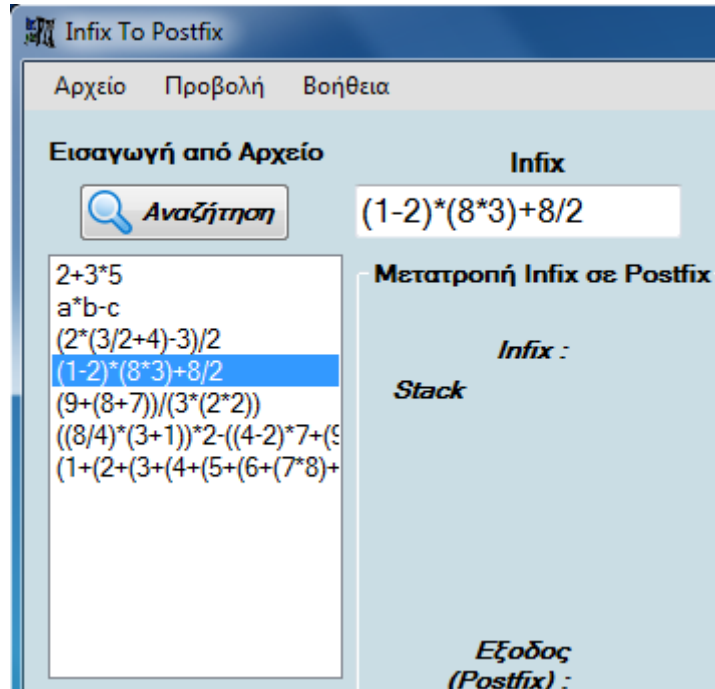 Infix To Postfix
Αρχείο Προβολή Βοήθεια
Εισαγωγή από Αρχείο
Αναζήτηση
2+3*5
a*b-c
(2*(3/2+4)-3)/2
(1-2)*(8*3)+8/2
(9+(8+7))/(3*(2*2))
((8/4)*(3+1))*2-((4-2)*7+(9
(1+(2+(3+(4+(5+(6+(7*8)+
Infix
(1-2)*(8*3)+8/2
Μετατροπή Infix σε Postfix
Infix :
Stack
Εξοδος
(Postfix) :